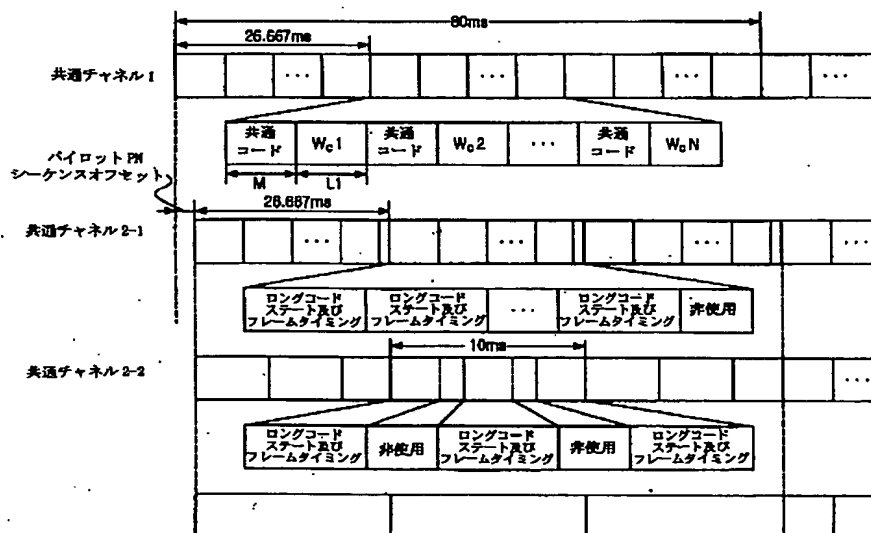 80ms
26.667ms
共通チャネル1
...
...
...
...
共通
コード
Wc1
共通
コード
Wc2
...
共通
コード
WcN
M
L1
パイロットPN
シーケンスオフセット
26.667ms
共通チャネル2-1
...
...
...
...
ロングコード
ステート及び
フレームタイミング
ロングコード
ステート及び
フレームタイミング
...
ロングコード
ステート及び
フレームタイミング
非使用
10ms
共通チャネル2-2
...
ロングコード
ステート及び
フレームタイミング
非使用
ロングコード
ステート及び
フレームタイミング
非使用
ロングコード
ステート及び
フレームタイミング